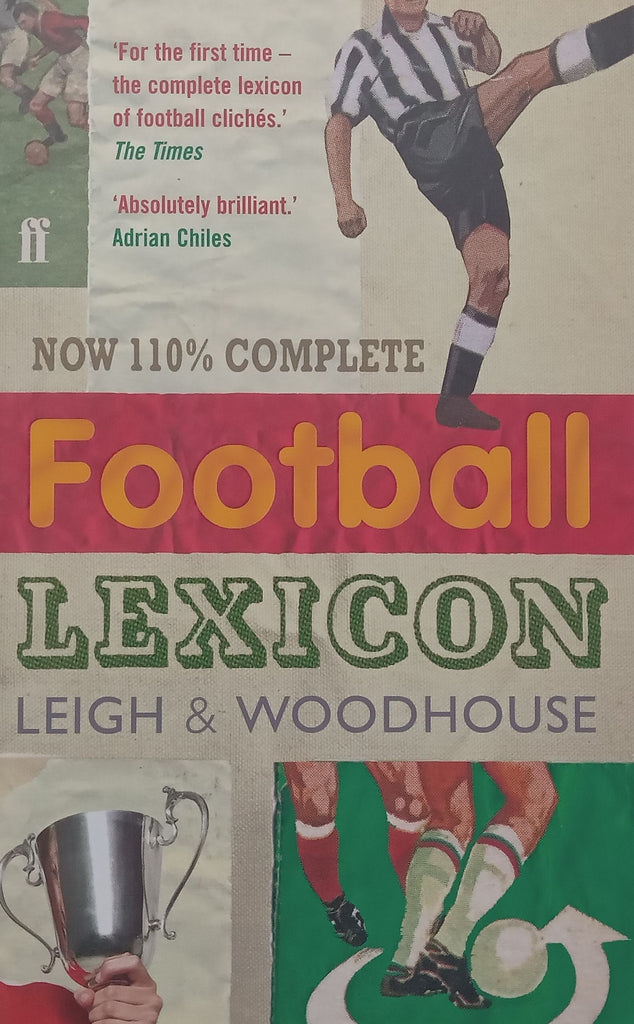 'For the first time –
the complete lexicon
of football clichés.'
The Times
'Absolutely brilliant.'
Adrian Chiles
ff
NOW 110% COMPLETE
Football
LEXICON
LEIGH & WOODHOUSE